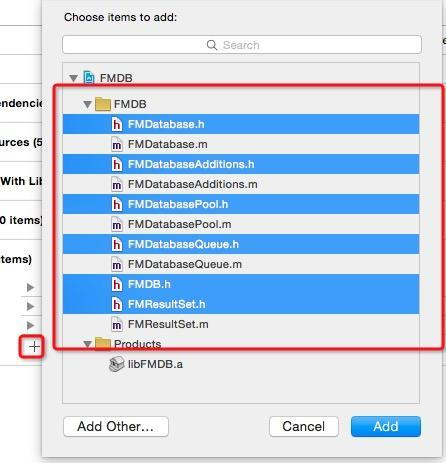 Choose items to add:
Search
FMDB
FMDB
endencie
FMDatabase.h
FMDatabase.m
urces (5
FMDatabaseAdditions.h
With Lib
FMDatabaseAdditions.m
FMDatabasePool.h
0 items)
FMDatabasePool.m
FMDatabaseQueue.h
items)
FMDatabaseQueue.m
FMDB.h
FMResultSet.h
FMResultSet.m
Products
libFMDB.a
Add Other...
Cancel
Add